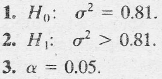 1. H₀: σ² = 0.81.
2. H₁: σ² > 0.81.
3. α = 0.05.